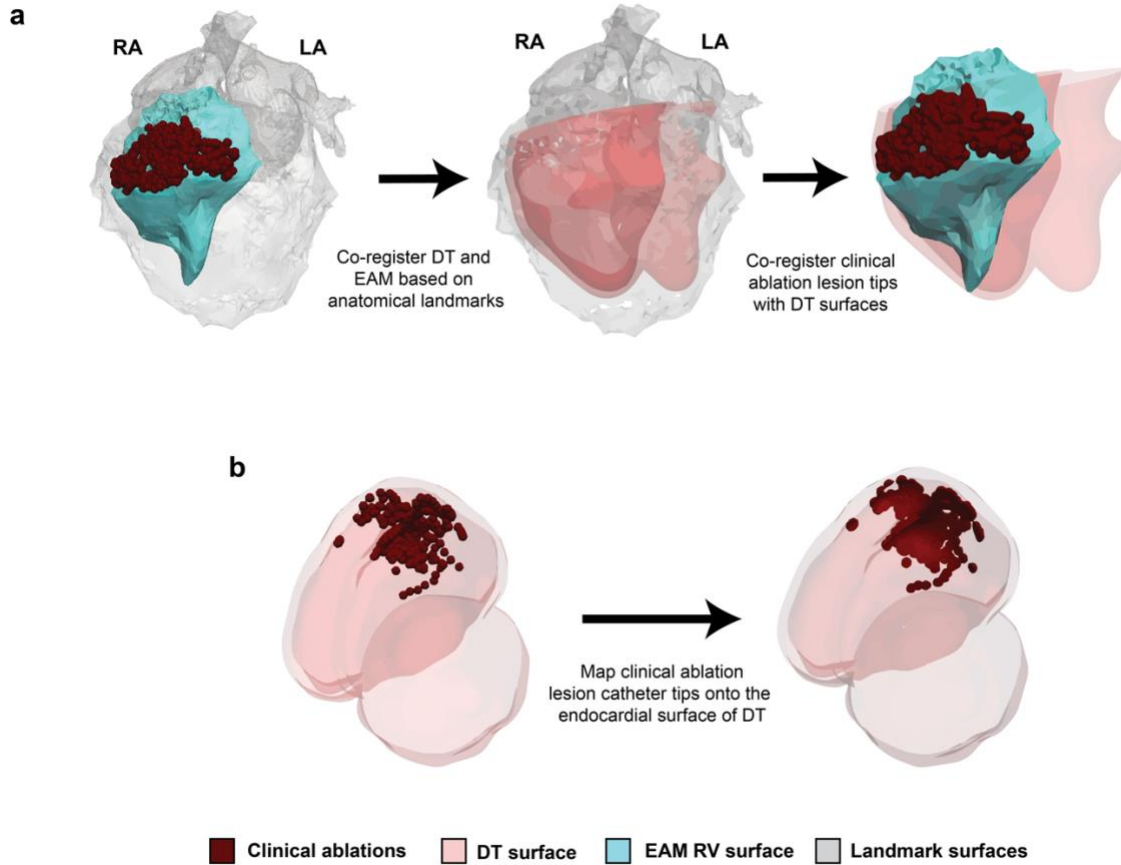 a
RA
LA
RA
LA
Co-register DT and
EAM based on
anatomical landmarks
Co-register clinical
ablation lesion tips
with DT surfaces
b
Map clinical ablation
lesion catheter tips onto the
endocardial surface of DT
Clinical ablations
DT surface
EAM RV surface
Landmark surfaces